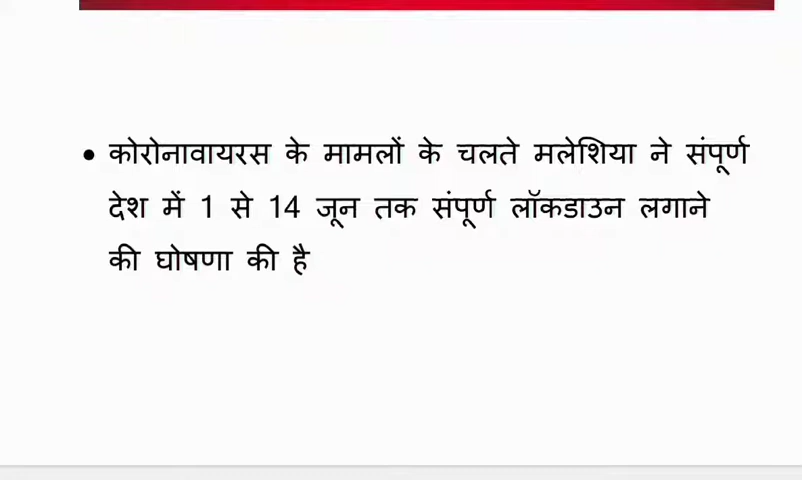 • कोरोनावायरस के मामलों के चलते मलेशिया ने संपूर्ण
देश में 1 से 14 जून तक संपूर्ण लॉकडाउन लगाने
की घोषणा की है